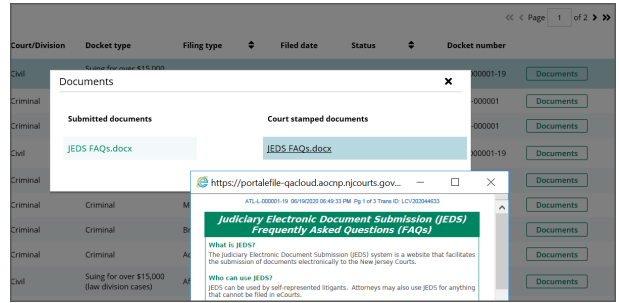 Page 1 of 2
Court/Division Docket type Filing type Filed date Status Docket number
Civil Suing for over $15,000 000001-19 Documents
Documents
Criminal -000001 Documents
Submitted documents Court stamped documents
Criminal -000001 Documents
JEDS FAQs.docx JEDS FAQs.docx
Civil 000001-19 Documents
Criminal Documents
https://portalefile-qacloud.aocnp.njcourts.gov...
Criminal Criminal M Documents
ATL-L-000001-19 06/19/2020 06:49:33 PM Pg 1 of 3 Trans ID: LCV202044633
Judiciary Electronic Document Submission (JEDS)
Frequently Asked Questions (FAQs)
Criminal Criminal Br Documents
What is JEDS?
Criminal Criminal Ac Documents
The Judiciary Electronic Document Submission (JEDS) system is a website that facilitates
the submission of documents electronically to the New Jersey Courts.
Civil Suing for over $15,000 Af Documents
(law division cases)
Who can use JEDS?
JEDS can be used by self-represented litigants. Attorneys may also use JEDS for anything
that cannot be filed in eCourts.